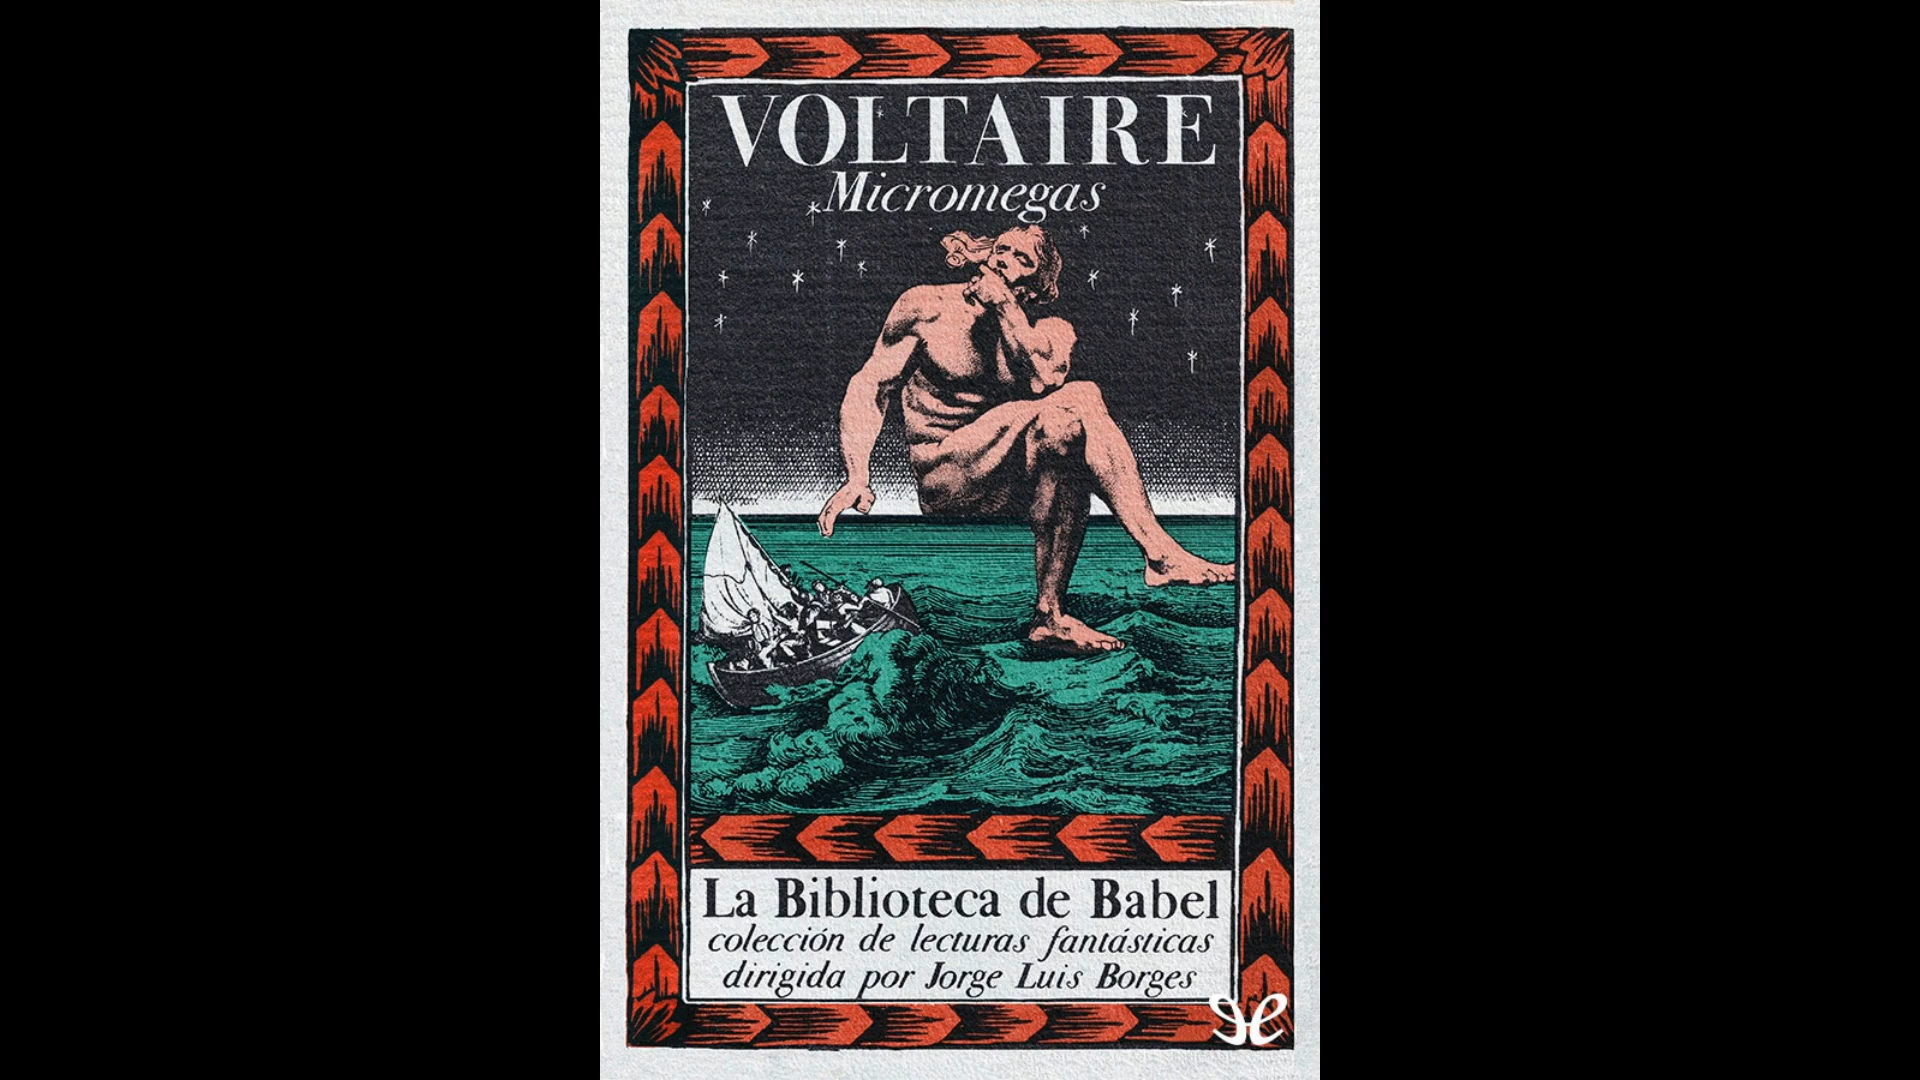 VOLTAIRE
Micromegas
La Biblioteca de Babel
colección de lecturas fantásticas
dirigida por Jorge Luis Borges